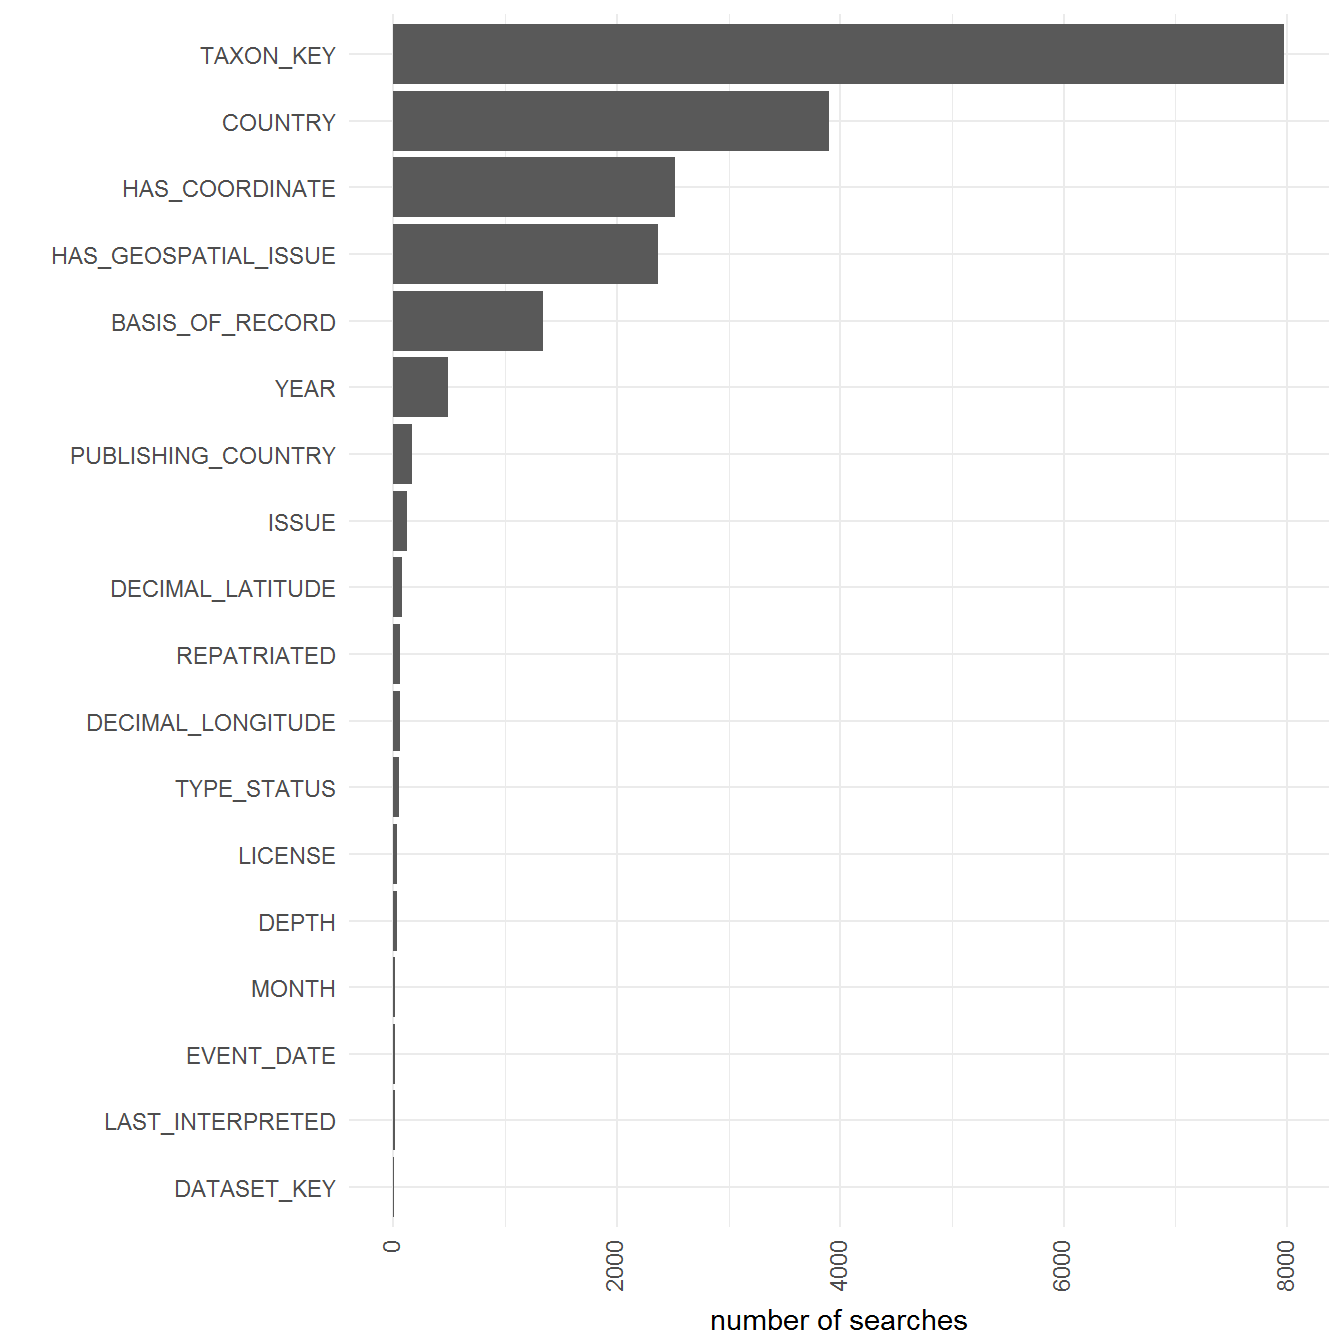 TAXON_KEY
COUNTRY
HAS_COORDINATE
HAS_GEOSPATIAL_ISSUE
BASIS_OF_RECORD
YEAR
PUBLISHING_COUNTRY
ISSUE
DECIMAL_LATITUDE
REPATRIATED
DECIMAL_LONGITUDE
TYPE_STATUS
LICENSE
DEPTH
MONTH
EVENT_DATE
LAST_INTERPRETED
DATASET_KEY
0
2000
4000
6000
8000
number of searches